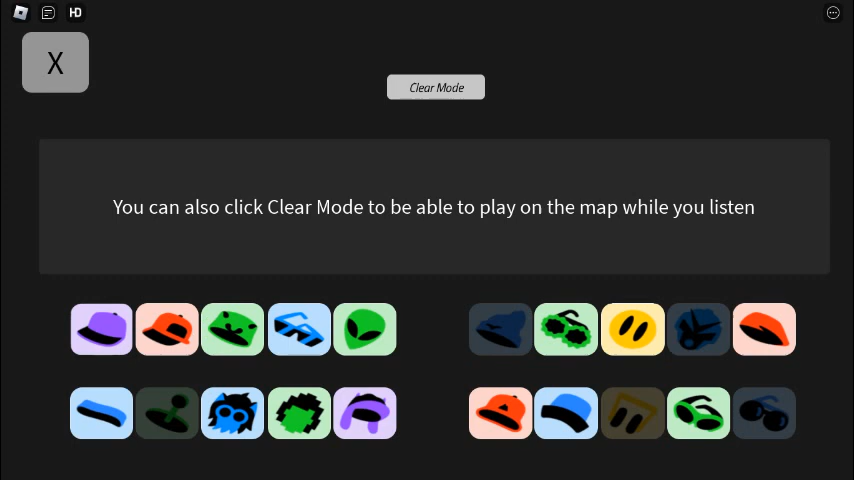 HD
X
Clear Mode
You can also click Clear Mode to be able to play on the map while you listen